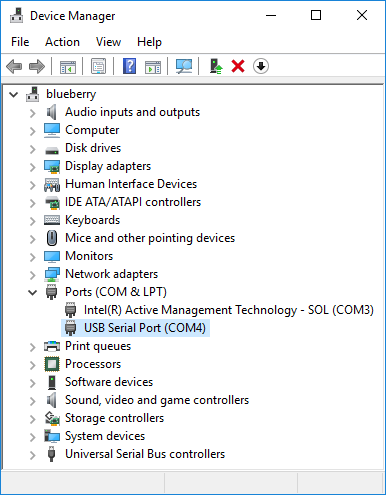 Device Manager
File Action View Help
blueberry
Audio inputs and outputs
Computer
Disk drives
Display adapters
Human Interface Devices
IDE ATA/ATAPI controllers
Keyboards
Mice and other pointing devices
Monitors
Network adapters
Ports (COM & LPT)
Intel(R) Active Management Technology - SOL (COM3)
USB Serial Port (COM4)
Print queues
Processors
Software devices
Sound, video and game controllers
Storage controllers
System devices
Universal Serial Bus controllers